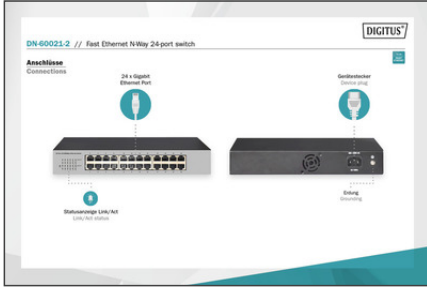 DIGITUS®
DN-60021-2 // Fast Ethernet N-Way 24-port switch
Anschlüsse
Connections
24 x Gigabit
Ethernet Port
Gerätestecker
Device plug
Statusanzeige Link/Act
Link/Act status
Erdung
Grounding